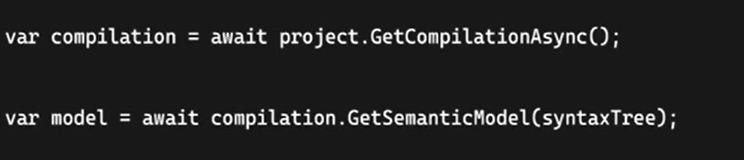 var compilation = await project.GetCompilationAsync();
var model = await compilation.GetSemanticModel(syntaxTree);